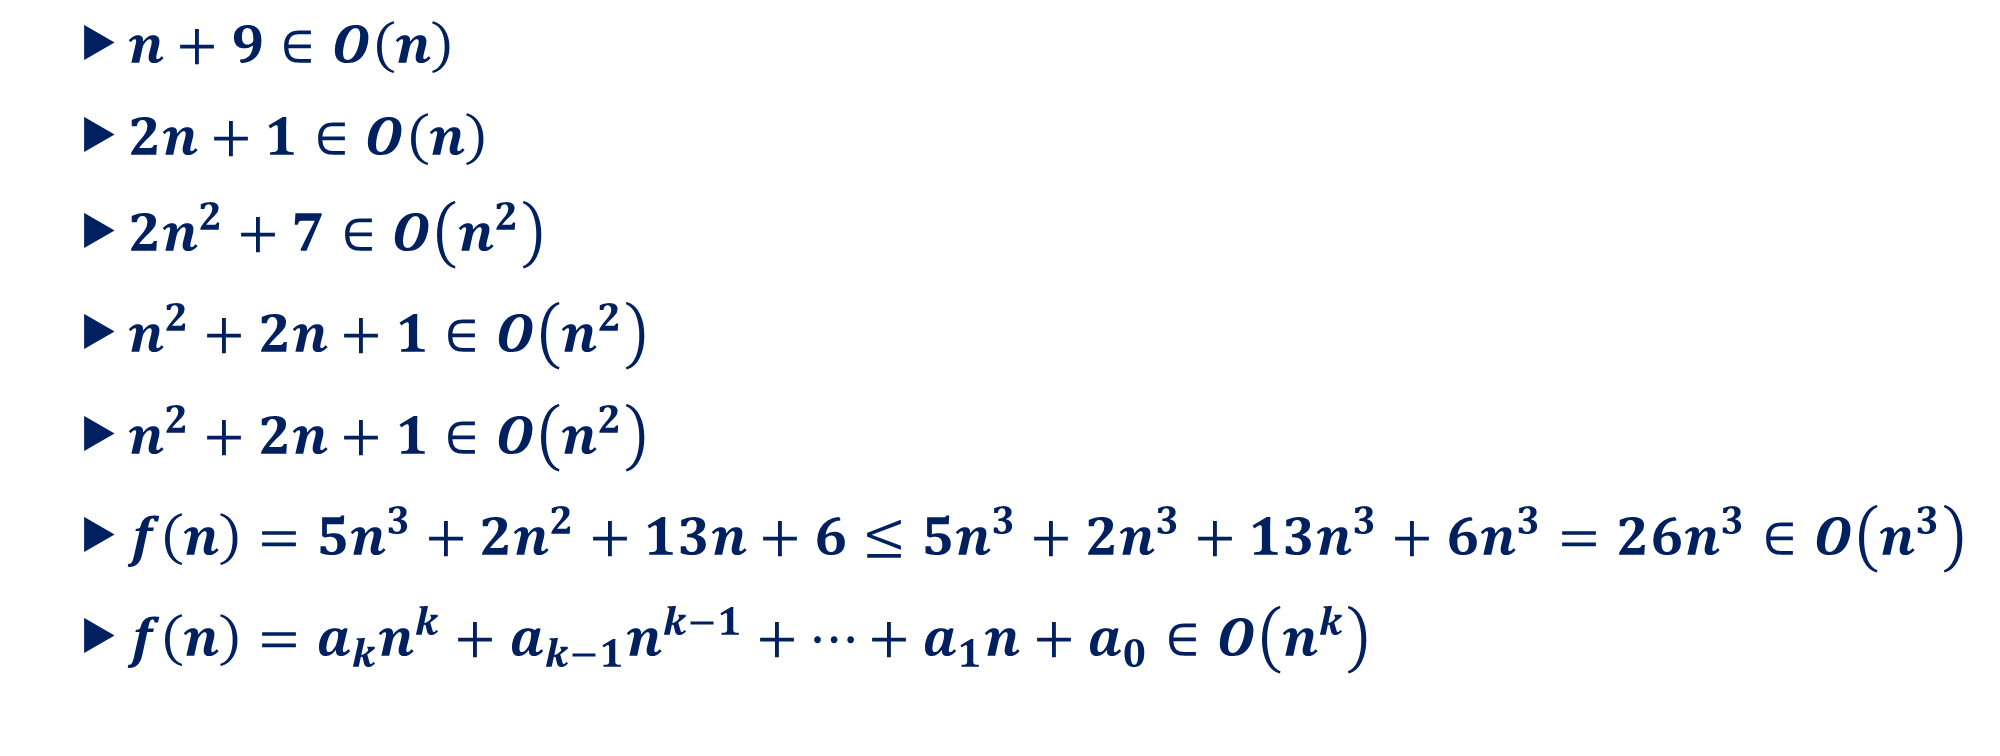 ▶ n + 9 ∈ O(n)
▶ 2n + 1 ∈ O(n)
▶ 2n² + 7 ∈ O(n²)
▶ n² + 2n + 1 ∈ O(n²)
▶ n² + 2n + 1 ∈ O(n²)
▶ f(n) = 5n³ + 2n² + 13n + 6 ≤ 5n³ + 2n³ + 13n³ + 6n³ = 26n³ ∈ O(n³)
▶ f(n) = aₖnᵏ + aₖ₋₁nᵏ⁻¹ + ⋯ + a₁n + a₀ ∈ O(nᵏ)